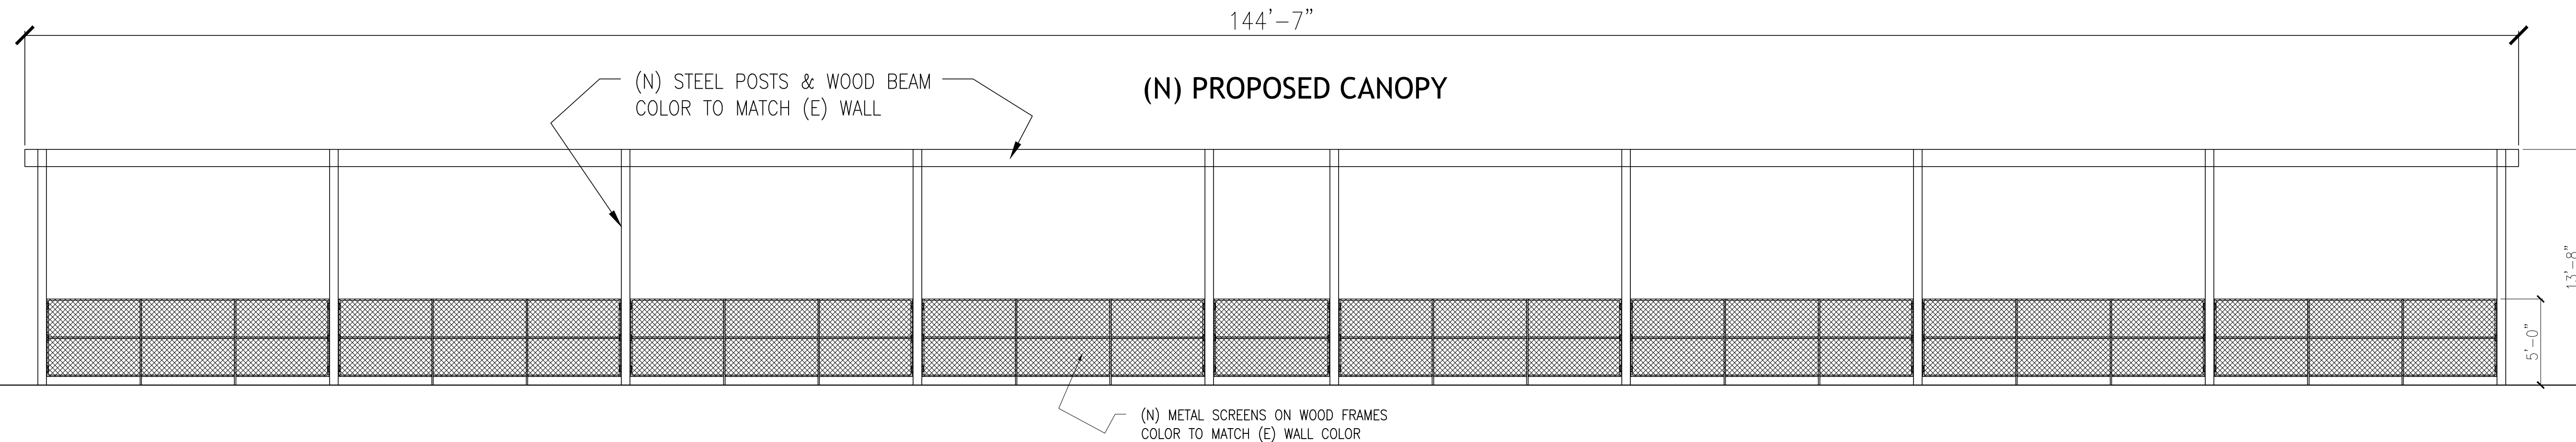 144'-7"
(N) STEEL POSTS & WOOD BEAM
COLOR TO MATCH (E) WALL
(N) PROPOSED CANOPY
13'-8"
5'-0"
(N) METAL SCREENS ON WOOD FRAMES
COLOR TO MATCH (E) WALL COLOR